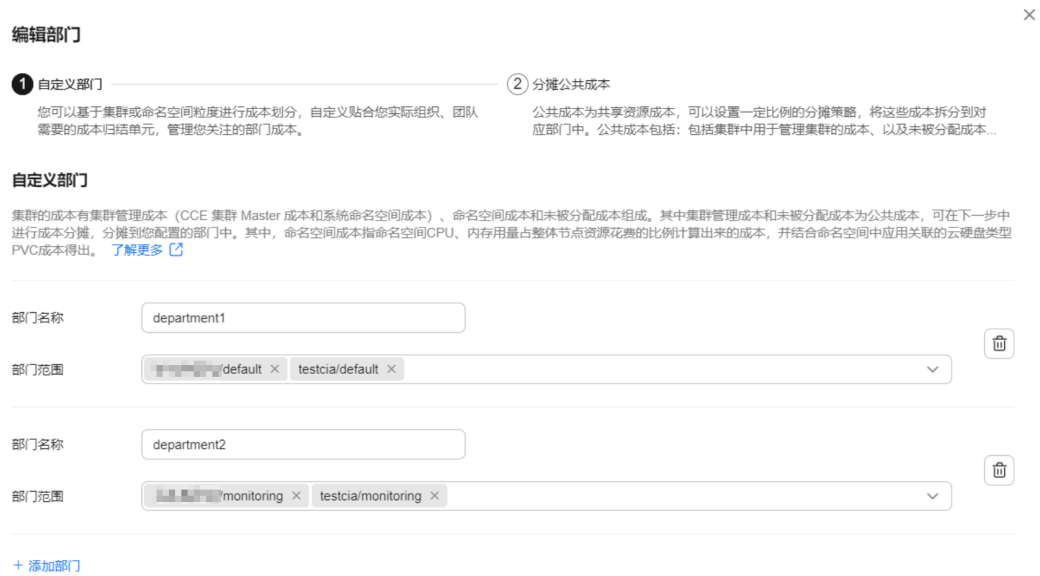 编辑部门
1 自定义部门
您可以基于集群或命名空间粒度进行成本划分，自定义贴合您实际组织、团队
需要的成本归结单元，管理您关注的部门成本。
2 分摊公共成本
公共成本为共享资源成本，可以设置一定比例的分摊策略，将这些成本拆分到对
应部门中。公共成本包括：包括集群中用于管理集群的成本、以及未被分配成本...
自定义部门
集群的成本有集群管理成本（CCE 集群 Master 成本和系统命名空间成本）、命名空间成本和未被分配成本组成。其中集群管理成本和未被分配成本为公共成本，可在下一步中
进行成本分摊，分摊到您配置的部门中。其中，命名空间成本指命名空间CPU、内存用量占整体节点资源花费的比例计算出来的成本，并结合命名空间中应用关联的云硬盘类型
PVC成本得出。 了解更多
部门名称 department1
部门范围 /default × testcia/default ×
部门名称 department2
部门范围 /monitoring × testcia/monitoring ×
+ 添加部门